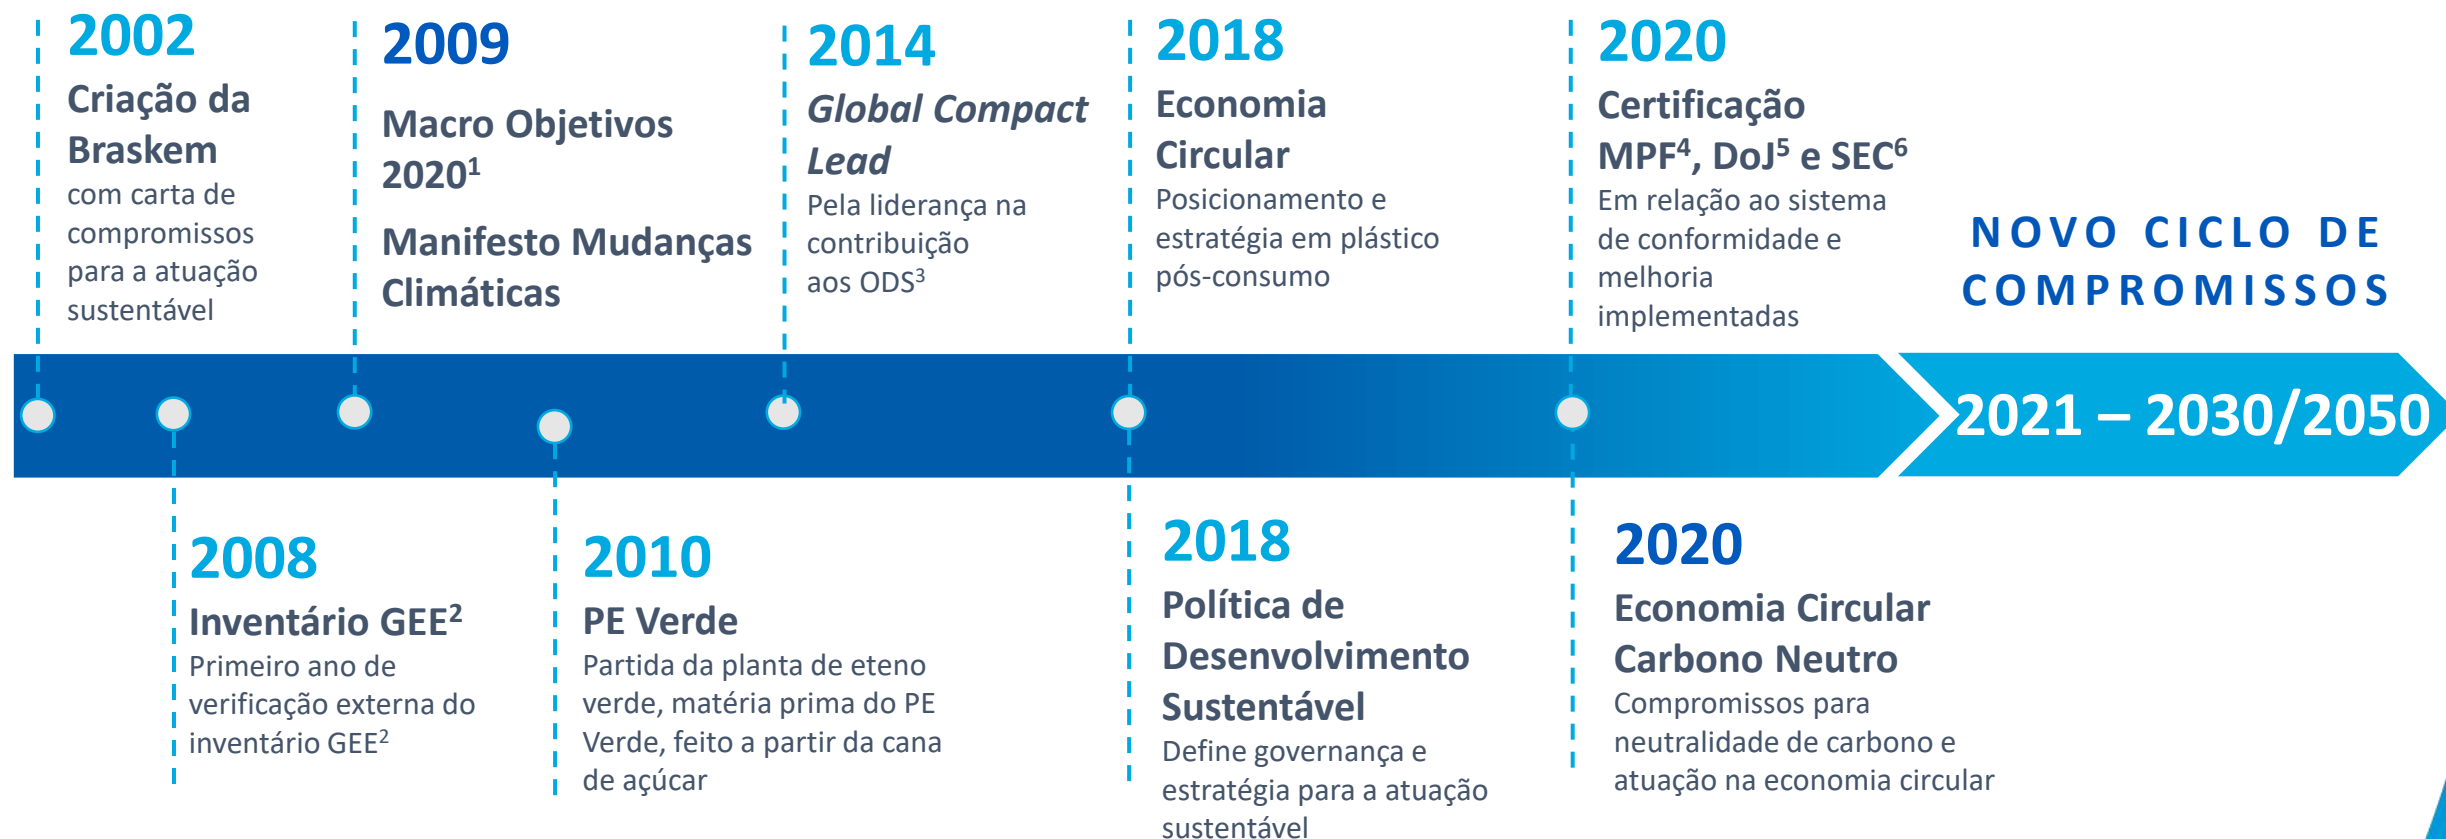 2002
Criação da
Braskem
com carta de
compromissos
para a atuação
sustentável
2009
Macro Objetivos
2020¹
Manifesto Mudanças
Climáticas
2014
Global Compact
Lead
Pela liderança na
contribuição
aos ODS³
2018
Economia
Circular
Posicionamento e
estratégia em plástico
pós-consumo
2020
Certificação
MPF⁴, DoJ⁵ e SEC⁶
Em relação ao sistema
de conformidade e
melhoria
implementadas
NOVO CICLO DE
COMPROMISSOS
2021 – 2030/2050
2008
Inventário GEE²
Primeiro ano de
verificação externa do
inventário GEE²
2010
PE Verde
Partida da planta de eteno
verde, matéria prima do PE
Verde, feito a partir da cana
de açúcar
2018
Política de
Desenvolvimento
Sustentável
Define governança e
estratégia para a atuação
sustentável
2020
Economia Circular
Carbono Neutro
Compromissos para
neutralidade de carbono e
atuação na economia circular